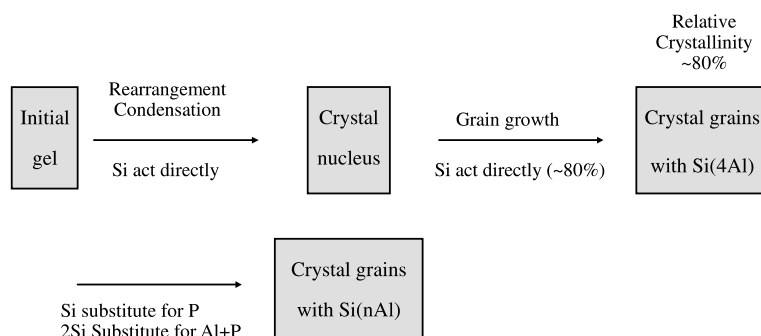 Relative
Crystallinity
~80%
Initial
gel
Rearrangement
Condensation
Si act directly
Crystal
nucleus
Grain growth
Si act directly (~80%)
Crystal grains
with Si(4Al)
Si substitute for P
2Si Substitute for Al+P
Crystal grains
with Si(nAl)